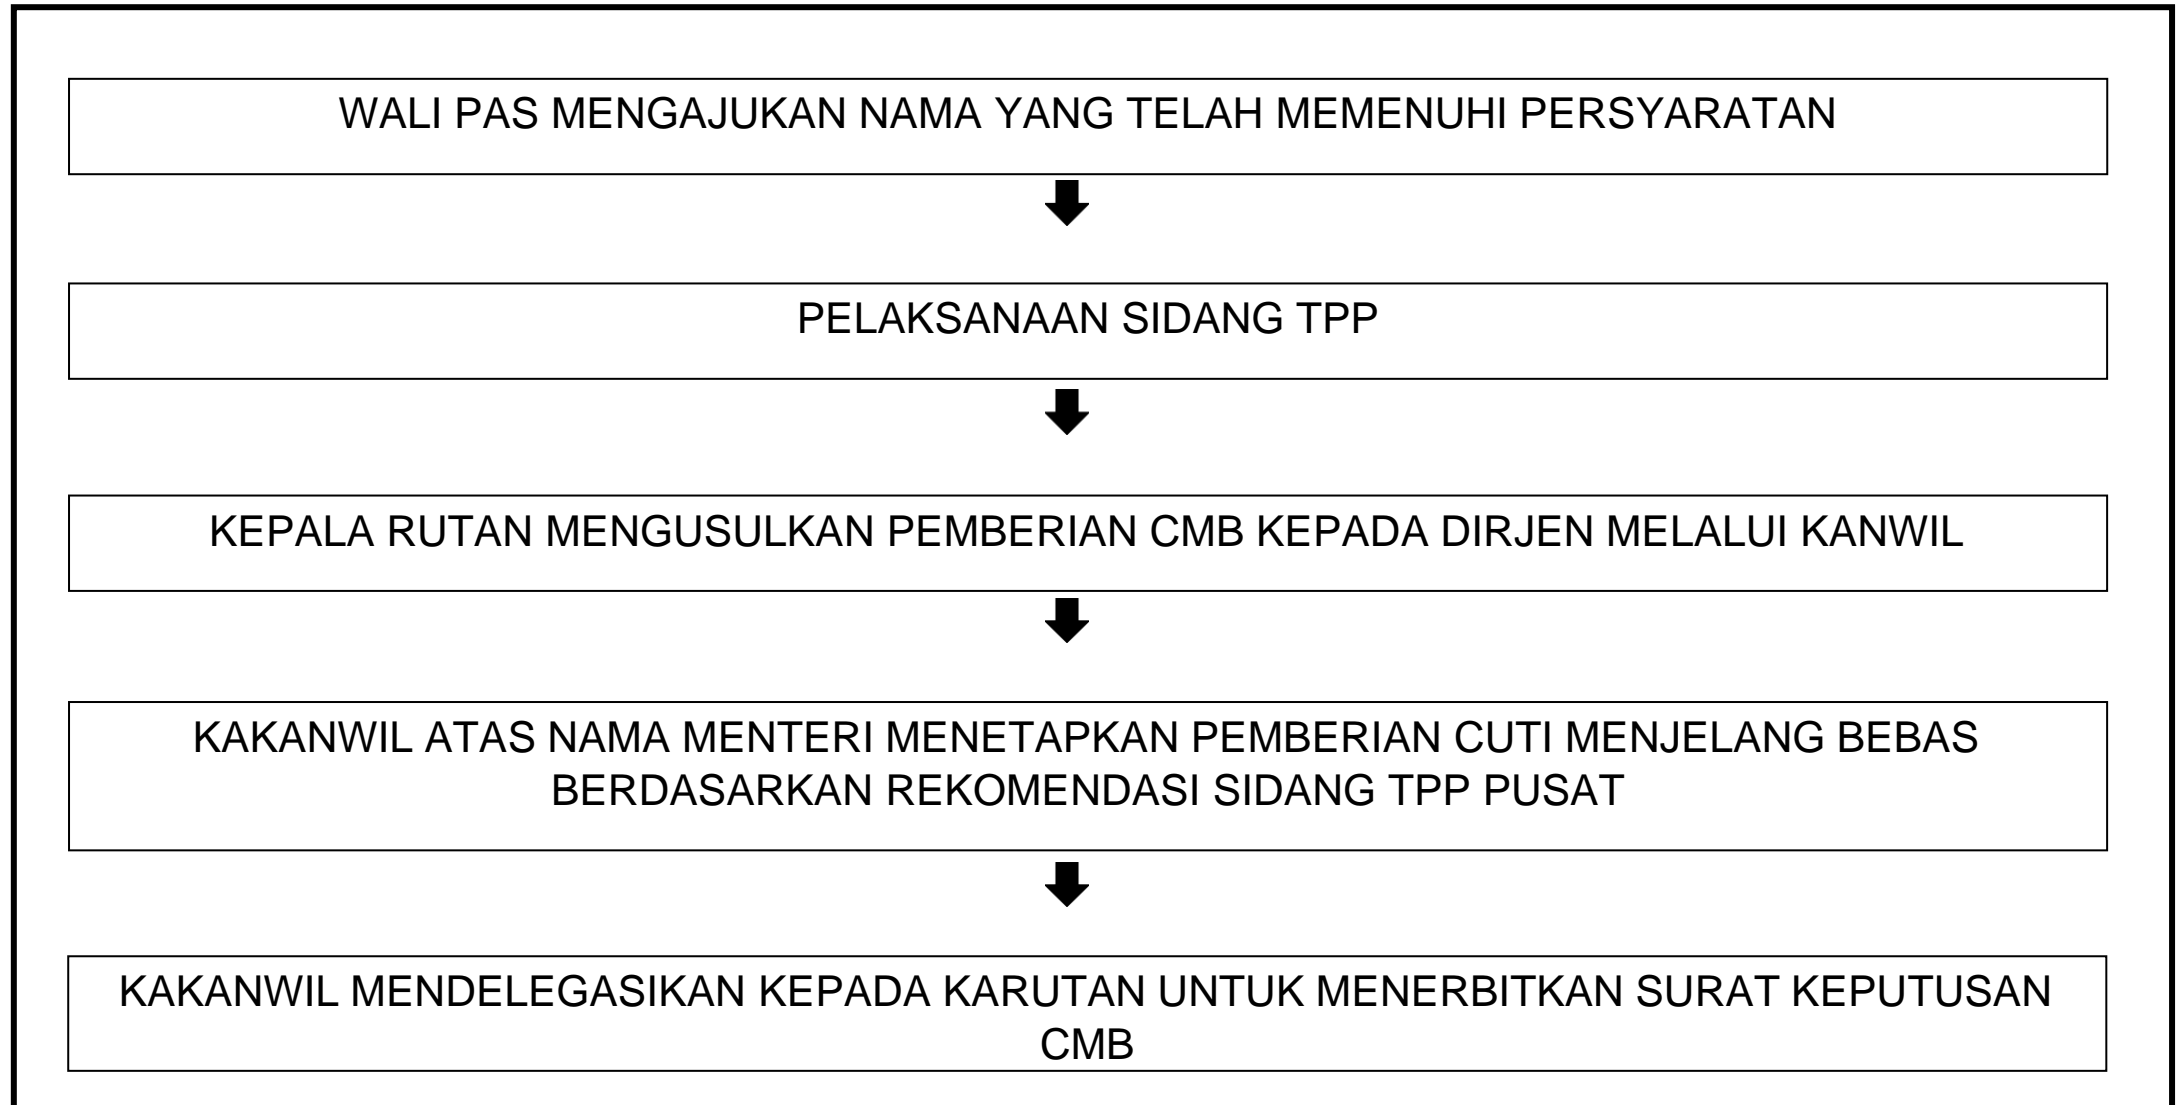 WALI PAS MENGAJUKAN NAMA YANG TELAH MEMENUHI PERSYARATAN
PELAKSANAAN SIDANG TPP
KEPALA RUTAN MENGUSULKAN PEMBERIAN CMB KEPADA DIRJEN MELALUI KANWIL
KAKANWIL ATAS NAMA MENTERI MENETAPKAN PEMBERIAN CUTI MENJELANG BEBAS
BERDASARKAN REKOMENDASI SIDANG TPP PUSAT
KAKANWIL MENDELEGASIKAN KEPADA KARUTAN UNTUK MENERBITKAN SURAT KEPUTUSAN
CMB